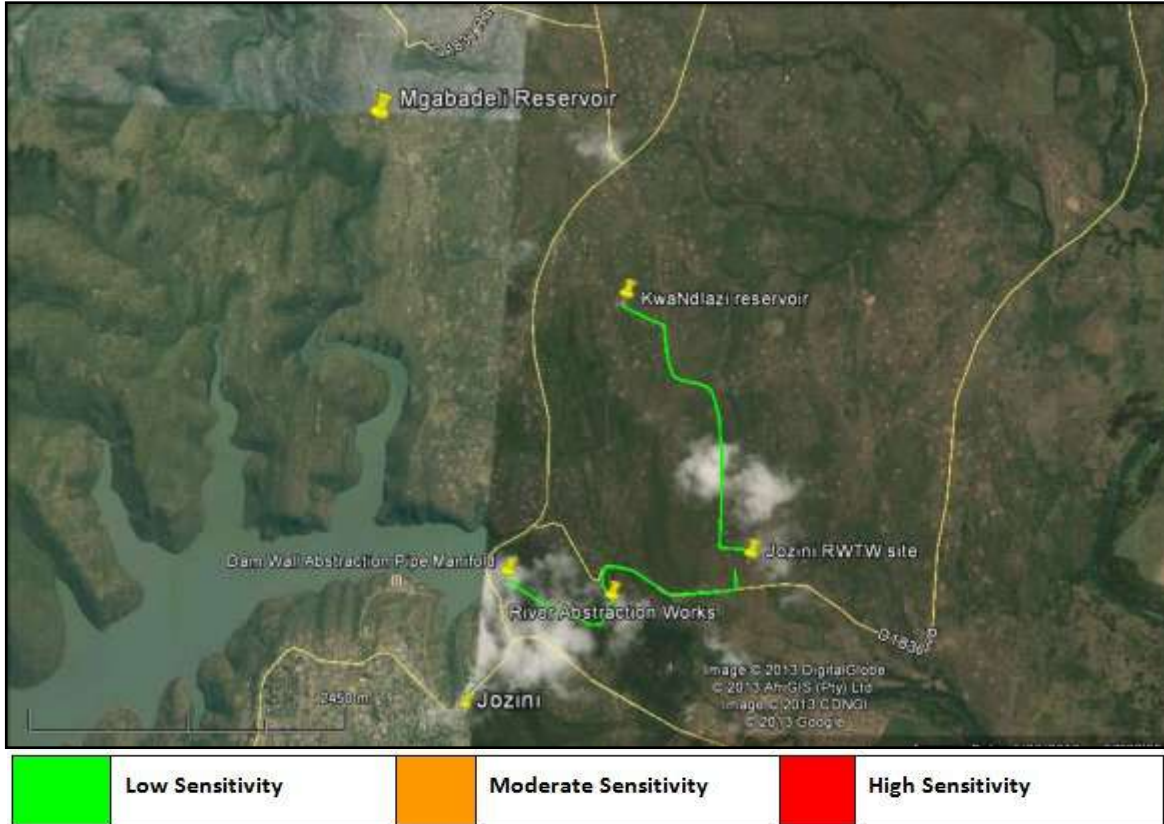 Mgabadeli Reservoir
KwaNdlazi reservoir
Jozini RWTW site
Dam Wall Abstraction Pipe Manifold
River Abstraction Works
Jozini
2450 m
Image © 2013 DigitalGlobe
© 2013 AfriGIS (Pty) Ltd
Image © 2013 CDNGI
© 2013 Google
Low Sensitivity
Moderate Sensitivity
High Sensitivity